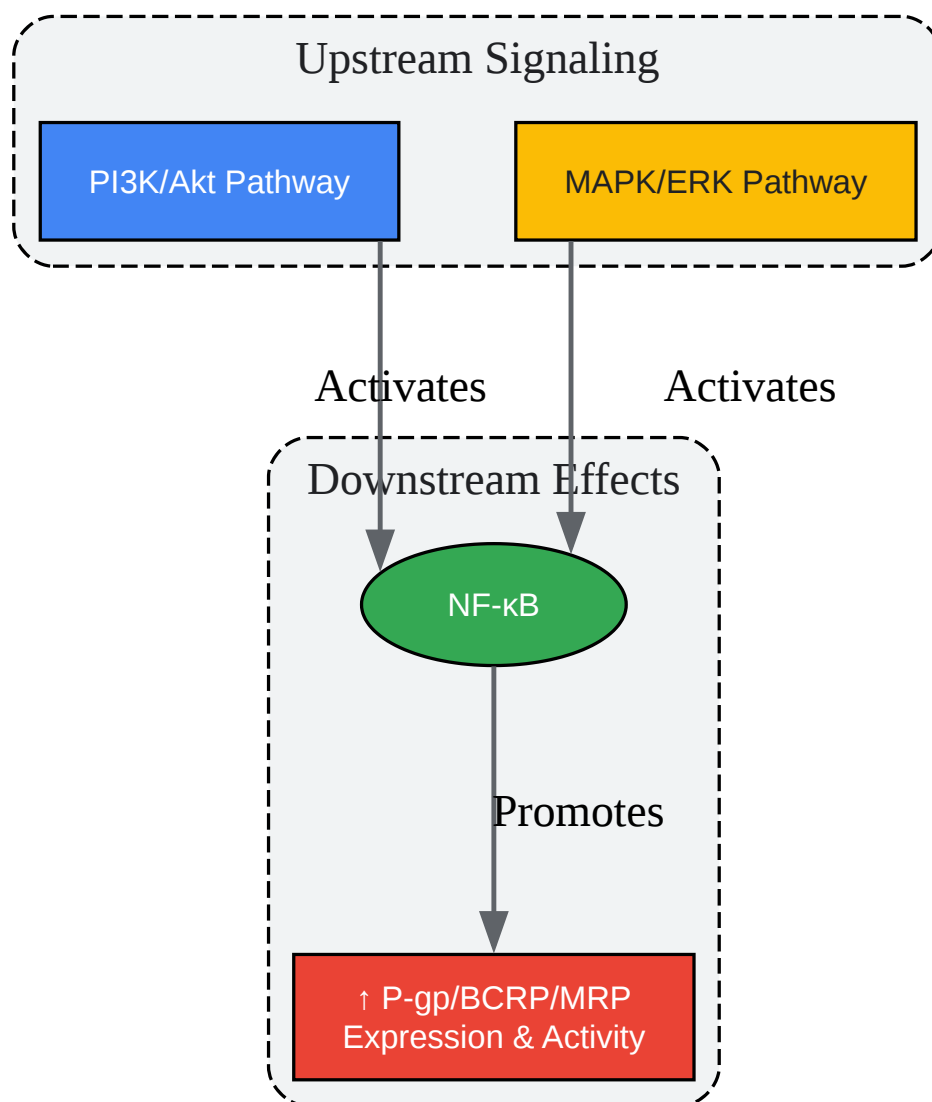 Upstream Signaling
PI3K/Akt Pathway
MAPK/ERK Pathway
Activates
Activates
Downstream Effects
NF-κB
Promotes
↑ P-gp/BCRP/MRP
Expression & Activity